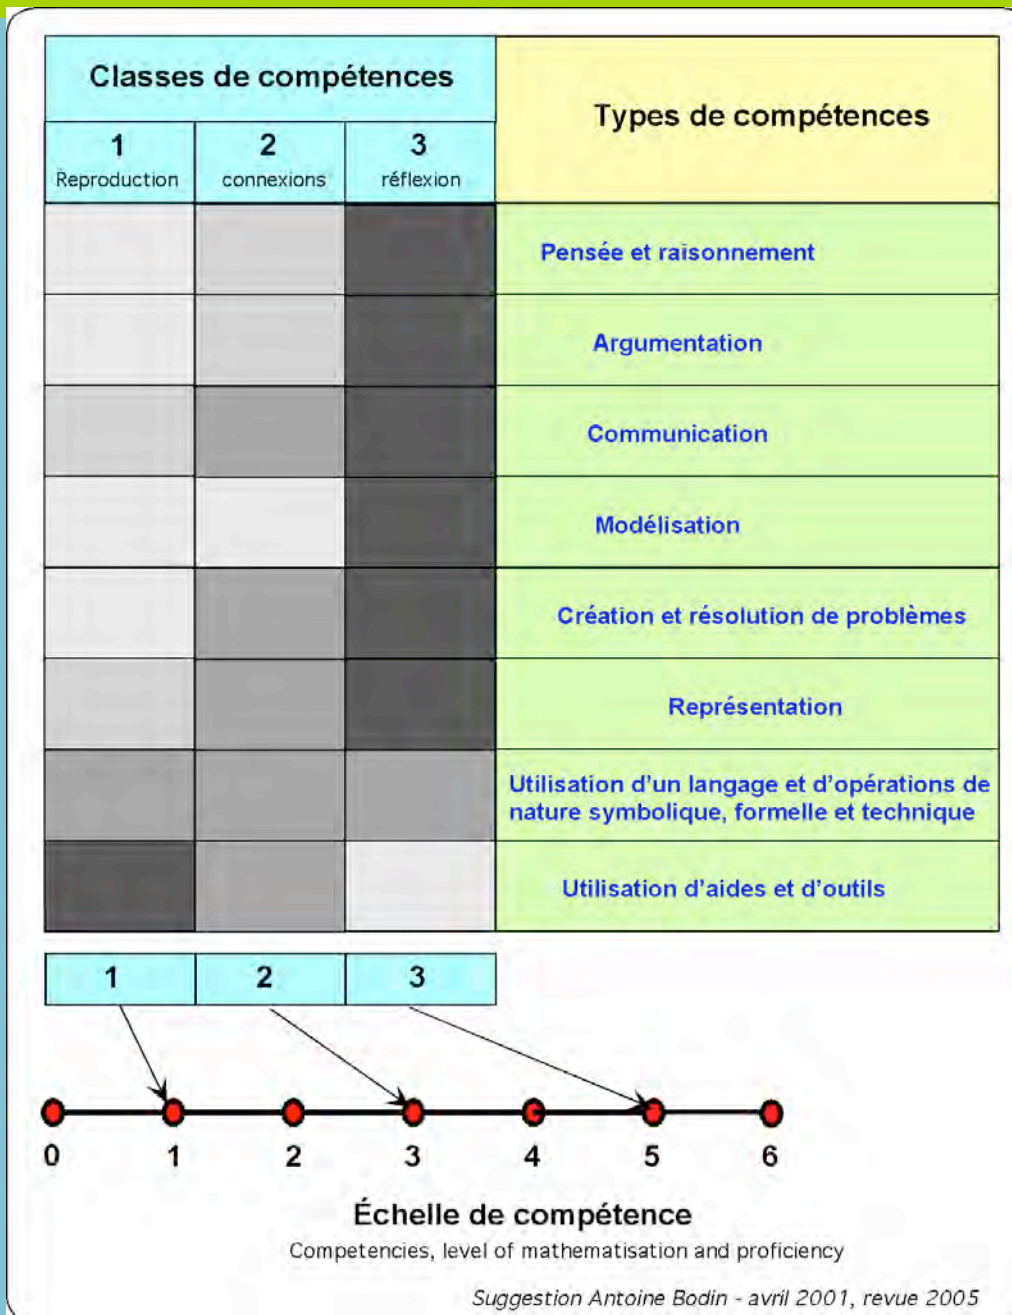 Classes de compétences
Types de compétences
1
2
3
Reproduction
connexions
réflexion
Pensée et raisonnement
Argumentation
Communication
Modélisation
Création et résolution de problèmes
Représentation
Utilisation d'un langage et d'opérations de
nature symbolique, formelle et technique
Utilisation d'aides et d'outils
1
2
3
0
1
2
3
4
5
6
Échelle de compétence
Competencies, level of mathematisation and proficiency
Suggestion Antoine Bodin - avril 2001, revue 2005